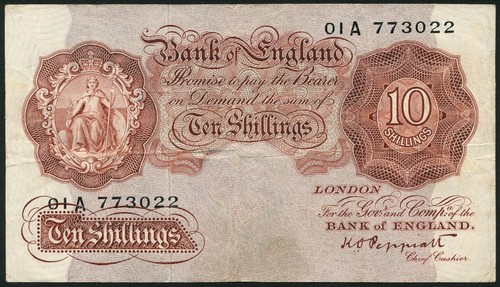 01A 773022
Bank of England
Promise to pay the Bearer
on Demand the sum of
Ten Shillings
10
SHILLINGS
01A 773022
Ten Shillings
LONDON
For the Govr. and Compa. of the
BANK OF ENGLAND.
K O Peppiatt
Chief Cashier.